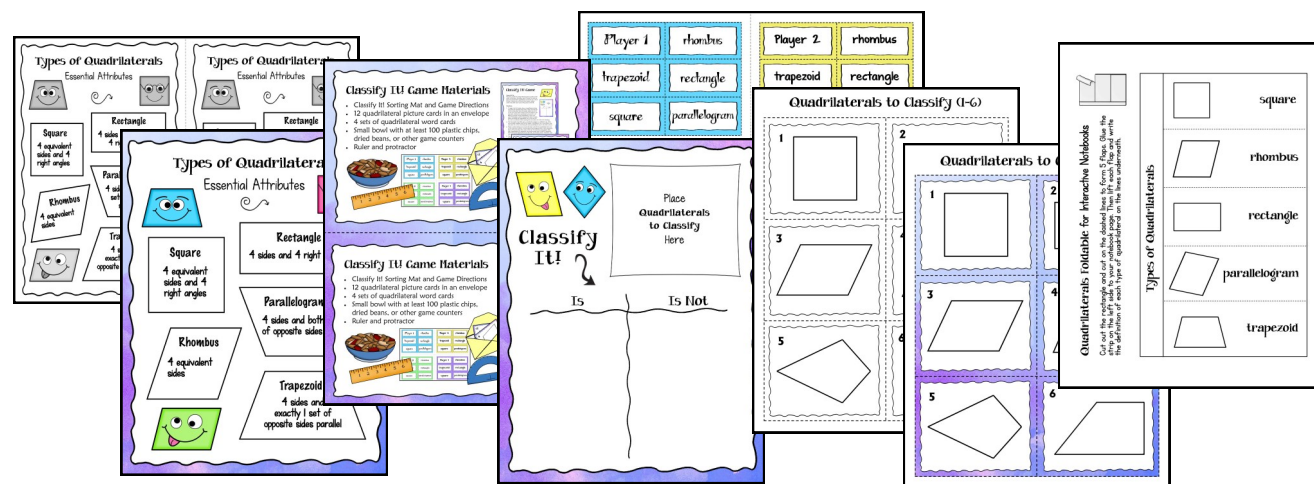 Types of Quadrilaterals
Essential Attributes
Square
4 equivalent
sides and 4
right angles
Rectangle
4 sides
4 r
Rhombus
4 equivalent
sides
Types of Quadrilaterals
Essential Attributes
Types of Quadrilatera
Essential Attributes
Square
4 equivalent
sides and 4
right angles
Rectangle
4 sides and 4 right
Parallelogram
4 sides and both
of opposite sides
Rhombus
4 equivalent
sides
Trapezoid
4 sides and
exactly 1 set of
opposite sides parallel
Classify It! Game Materials
• Classify It! Sorting Mat and Game Directions
• 12 quadrilateral picture cards in an envelope
• 4 sets of quadrilateral word cards
• Small bowl with at least 100 plastic chips,
dried beans, or other game counters
• Ruler and protractor
Classify It! Game Materials
• Classify It! Sorting Mat and Game Directions
• 12 quadrilateral picture cards in an envelope
• 4 sets of quadrilateral word cards
• Small bowl with at least 100 plastic chips,
dried beans, or other game counters
• Ruler and protractor
Player 1
rhombus
trapezoid
rectangle
square
parallelogram
Player 2
rhombus
trapezoid
rectangle
Classify
It!
Place
Quadrilaterals
to Classify
Here
Is
Is Not
Quadrilaterals to Classify (1-6)
1
2
3
4
5
6
Quadrilaterals to C
1
2
3
4
5
6
Quadrilaterals Foldable for Interactive Notebooks
Cut out the rectangle and cut on the dashed lines to form 5 flaps. Glue the
strip on the left side to your notebook page. Then lift each flap and write
the definition of each type of quadrilateral on the lines underneath.
Types of Quadrilaterals
square
rhombus
rectangle
parallelogram
trapezoid